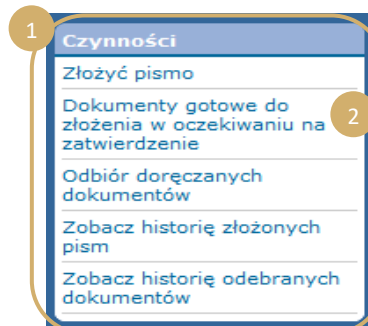 1
Czynności
Złożyć pismo
Dokumenty gotowe do
złożenia w oczekiwaniu na
zatwierdzenie
2
Odbiór doręczanych
dokumentów
Zobacz historię złożonych
pism
Zobacz historię odebranych
dokumentów